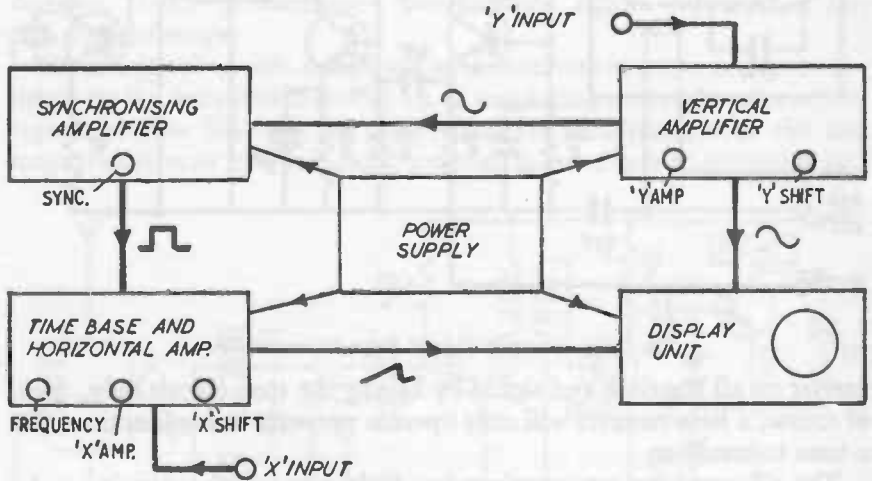 'Y' INPUT
SYNCHRONISING
AMPLIFIER
SYNC.
VERTICAL
AMPLIFIER
'Y' AMP
'Y' SHIFT
POWER
SUPPLY
TIME BASE AND
HORIZONTAL AMP.
FREQUENCY
'X' AMP.
'X' SHIFT
DISPLAY
UNIT
'X' INPUT